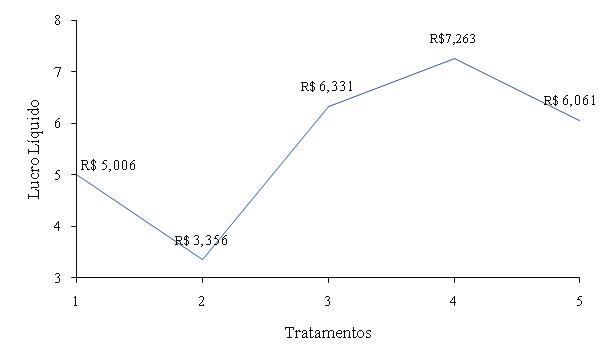 8
7
6
5
4
3
Lucro Líquido
R$ 5,006
R$ 3,356
R$ 6,331
R$7,263
R$ 6,061
1 2 3 4 5
Tratamentos